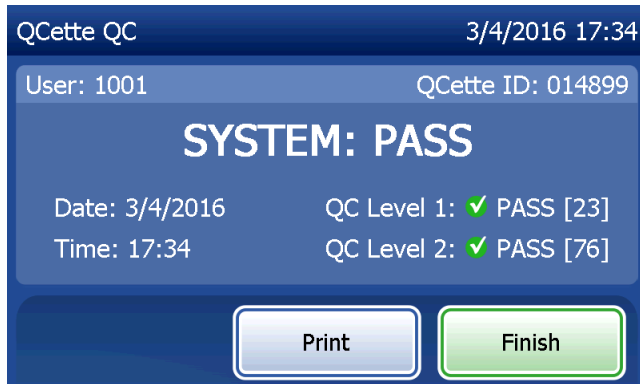 QCette QC 3/4/2016 17:34
User: 1001 QCette ID: 014899
SYSTEM: PASS
Date: 3/4/2016 QC Level 1: PASS [23]
Time: 17:34 QC Level 2: PASS [76]
Print Finish